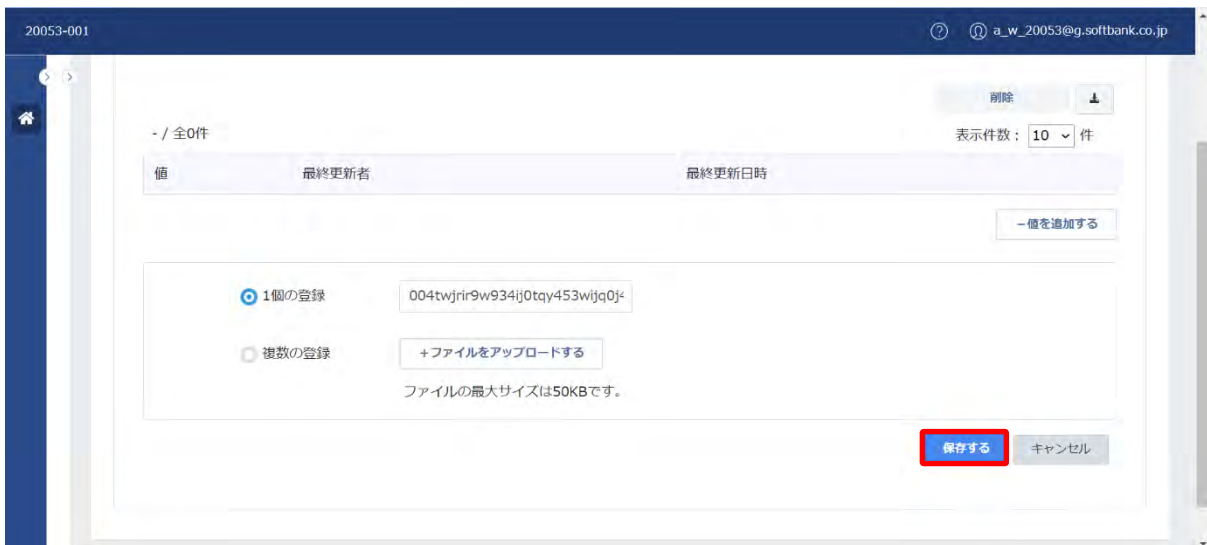 20053-001
a_w_20053@g.softbank.co.jp
削除
- / 全0件
表示件数： 10 件
値 最終更新者 最終更新日時
－値を追加する
1個の登録 004twjrir9w934ij0tqy453wijq0j4
複数の登録 +ファイルをアップロードする
ファイルの最大サイズは50KBです。
保存する キャンセル